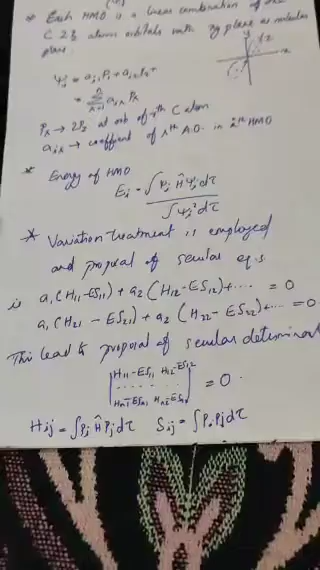 * Each HMO is a linear combination of
C 2Pz atomic orbitals with xy plane as molecular
plane.
y
z
x
Ψi = ai1 P1 + ai2 P2 +
= Σ aiλ Pλ
Pλ → 2Pz at orb of rth C atom
aiλ → coefficient of λth A.O. in ith HMO
* Energy of HMO
Ei = ∫ Ψi Ĥ Ψi dτ
∫ Ψi² dτ
* Variation treatment is employed
and proposal of secular eqs.
is a1 (H11 - ES11) + a2 (H12 - ES12) + .... = 0
a1 (H21 - ES21) + a2 (H22 - ES22) + .... = 0
This lead to proposal of secular determinant
| H11 - ES11 H12 - ES12 |
| ...... | = 0.
| Hn1 - ESn1 Hn2 - ESn2 |
Hij = ∫ Pi Ĥ Pj dτ Sij = ∫ Pi Pj dτ